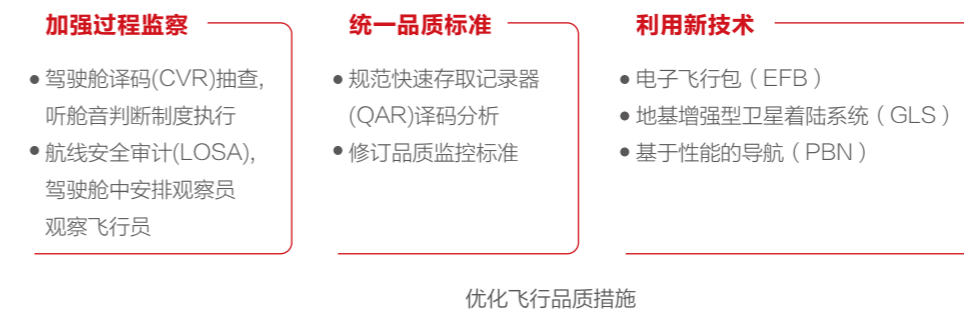 加强过程监察
● 驾驶舱译码(CVR)抽查,
听舱音判断制度执行
● 航线安全审计(LOSA),
驾驶舱中安排观察员
观察飞行员
统一品质标准
● 规范快速存取记录器
(QAR)译码分析
● 修订品质监控标准
利用新技术
● 电子飞行包（EFB）
● 地基增强型卫星着陆系统（GLS）
● 基于性能的导航（PBN）
优化飞行品质措施